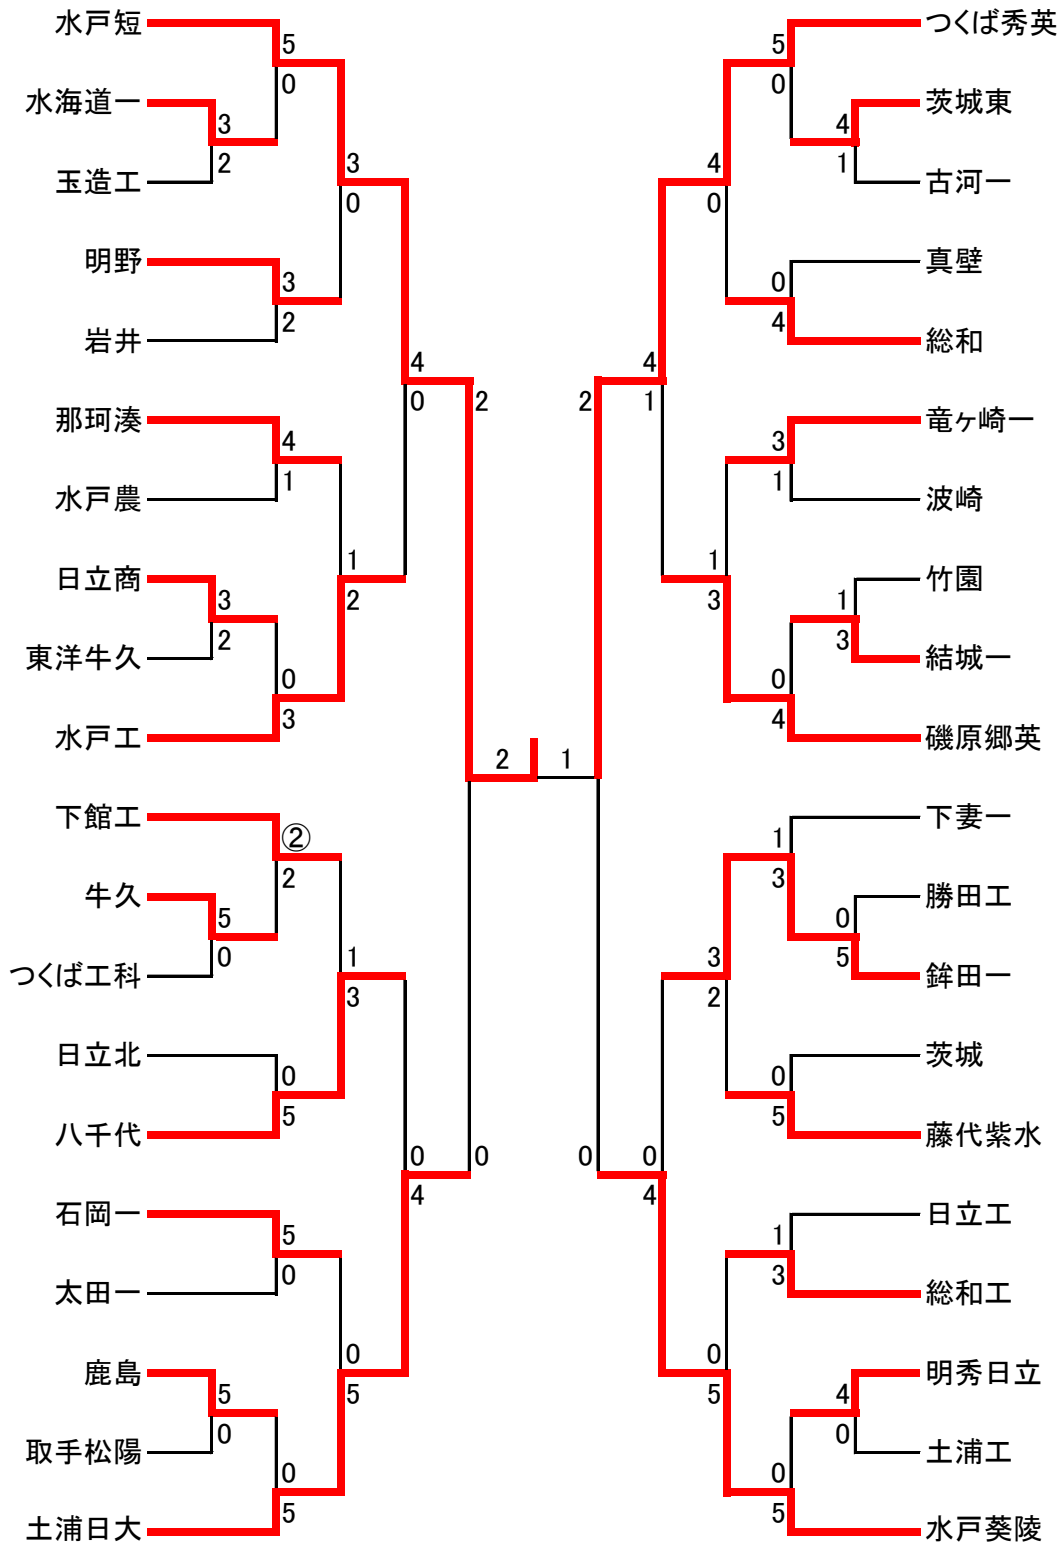 水戸短
5
0
水海道一
3
2
玉造工
3
0
明野
3
2
岩井
4
0
2
那珂湊
4
1
水戸農
1
2
日立商
3
2
東洋牛久
0
3
水戸工
2
1
下館工
②
2
牛久
5
0
つくば工科
1
3
日立北
0
5
八千代
0
4
0
石岡一
5
0
太田一
0
5
鹿島
5
0
取手松陽
0
5
土浦日大
つくば秀英
5
0
茨城東
4
1
古河一
4
0
真壁
0
4
総和
4
1
2
竜ヶ崎一
3
1
波崎
1
3
竹園
1
3
結城一
0
4
磯原郷英
下妻一
1
3
勝田工
0
5
鉾田一
3
2
茨城
0
5
藤代紫水
0
4
0
日立工
1
3
総和工
0
5
明秀日立
4
0
土浦工
0
5
水戸葵陵